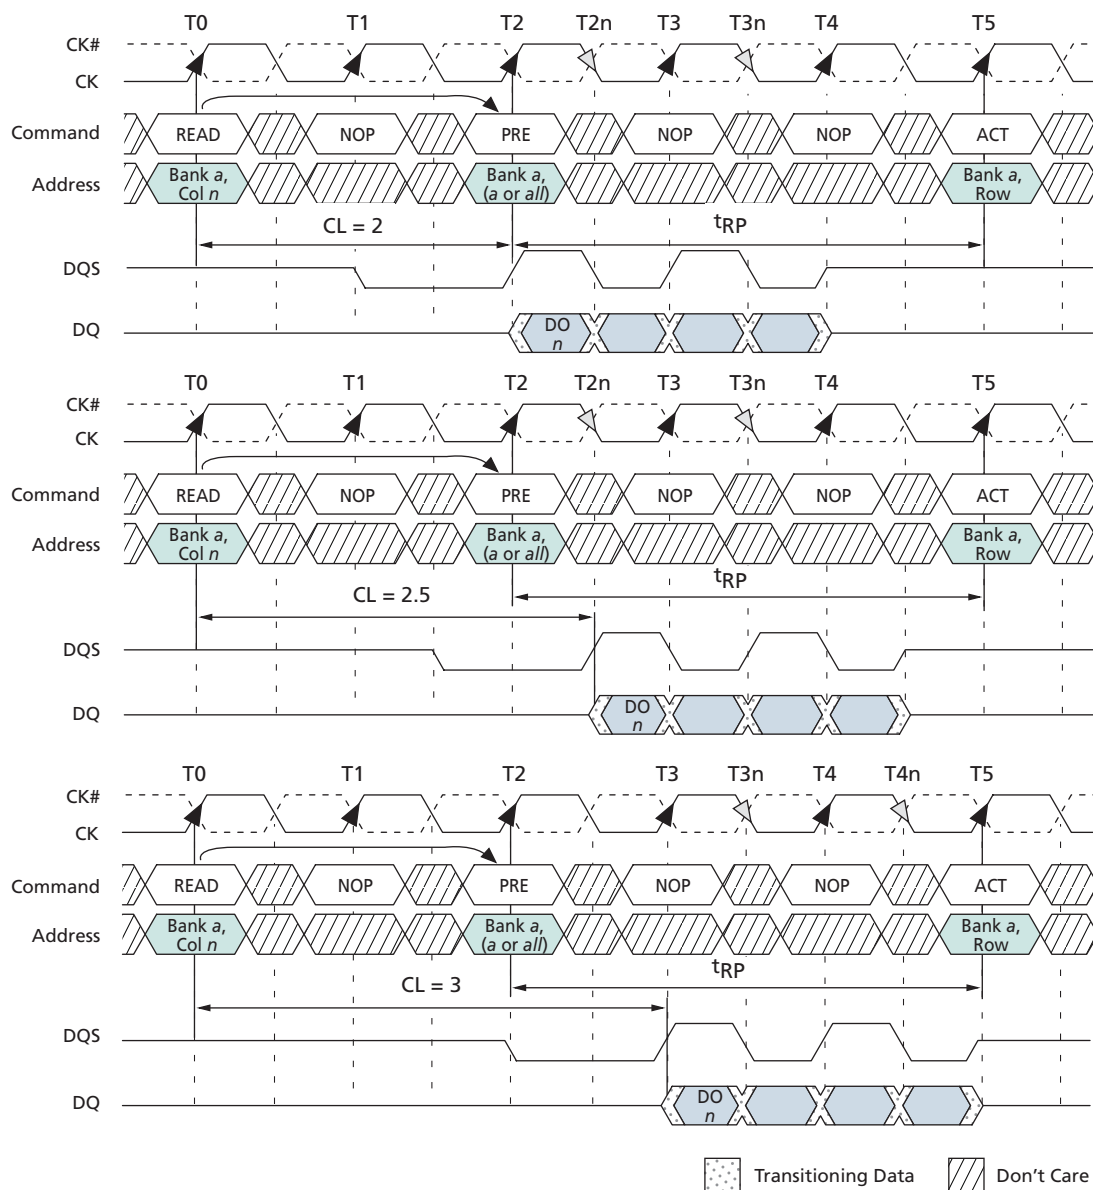 T0 T1 T2 T2n T3 T3n T4 T5
CK#
CK
Command READ NOP PRE NOP NOP ACT
Address Bank a, Col n Bank a, (a or all) Bank a, Row
CL = 2 tRP
DQS
DQ DO n
T0 T1 T2 T2n T3 T3n T4 T5
CK#
CK
Command READ NOP PRE NOP NOP ACT
Address Bank a, Col n Bank a, (a or all) Bank a, Row
tRP
CL = 2.5
DQS
DQ DO n
T0 T1 T2 T3 T3n T4 T4n T5
CK#
CK
Command READ NOP PRE NOP NOP ACT
Address Bank a, Col n Bank a, (a or all) Bank a, Row
tRP
CL = 3
DQS
DQ DO n
Transitioning Data Don't Care